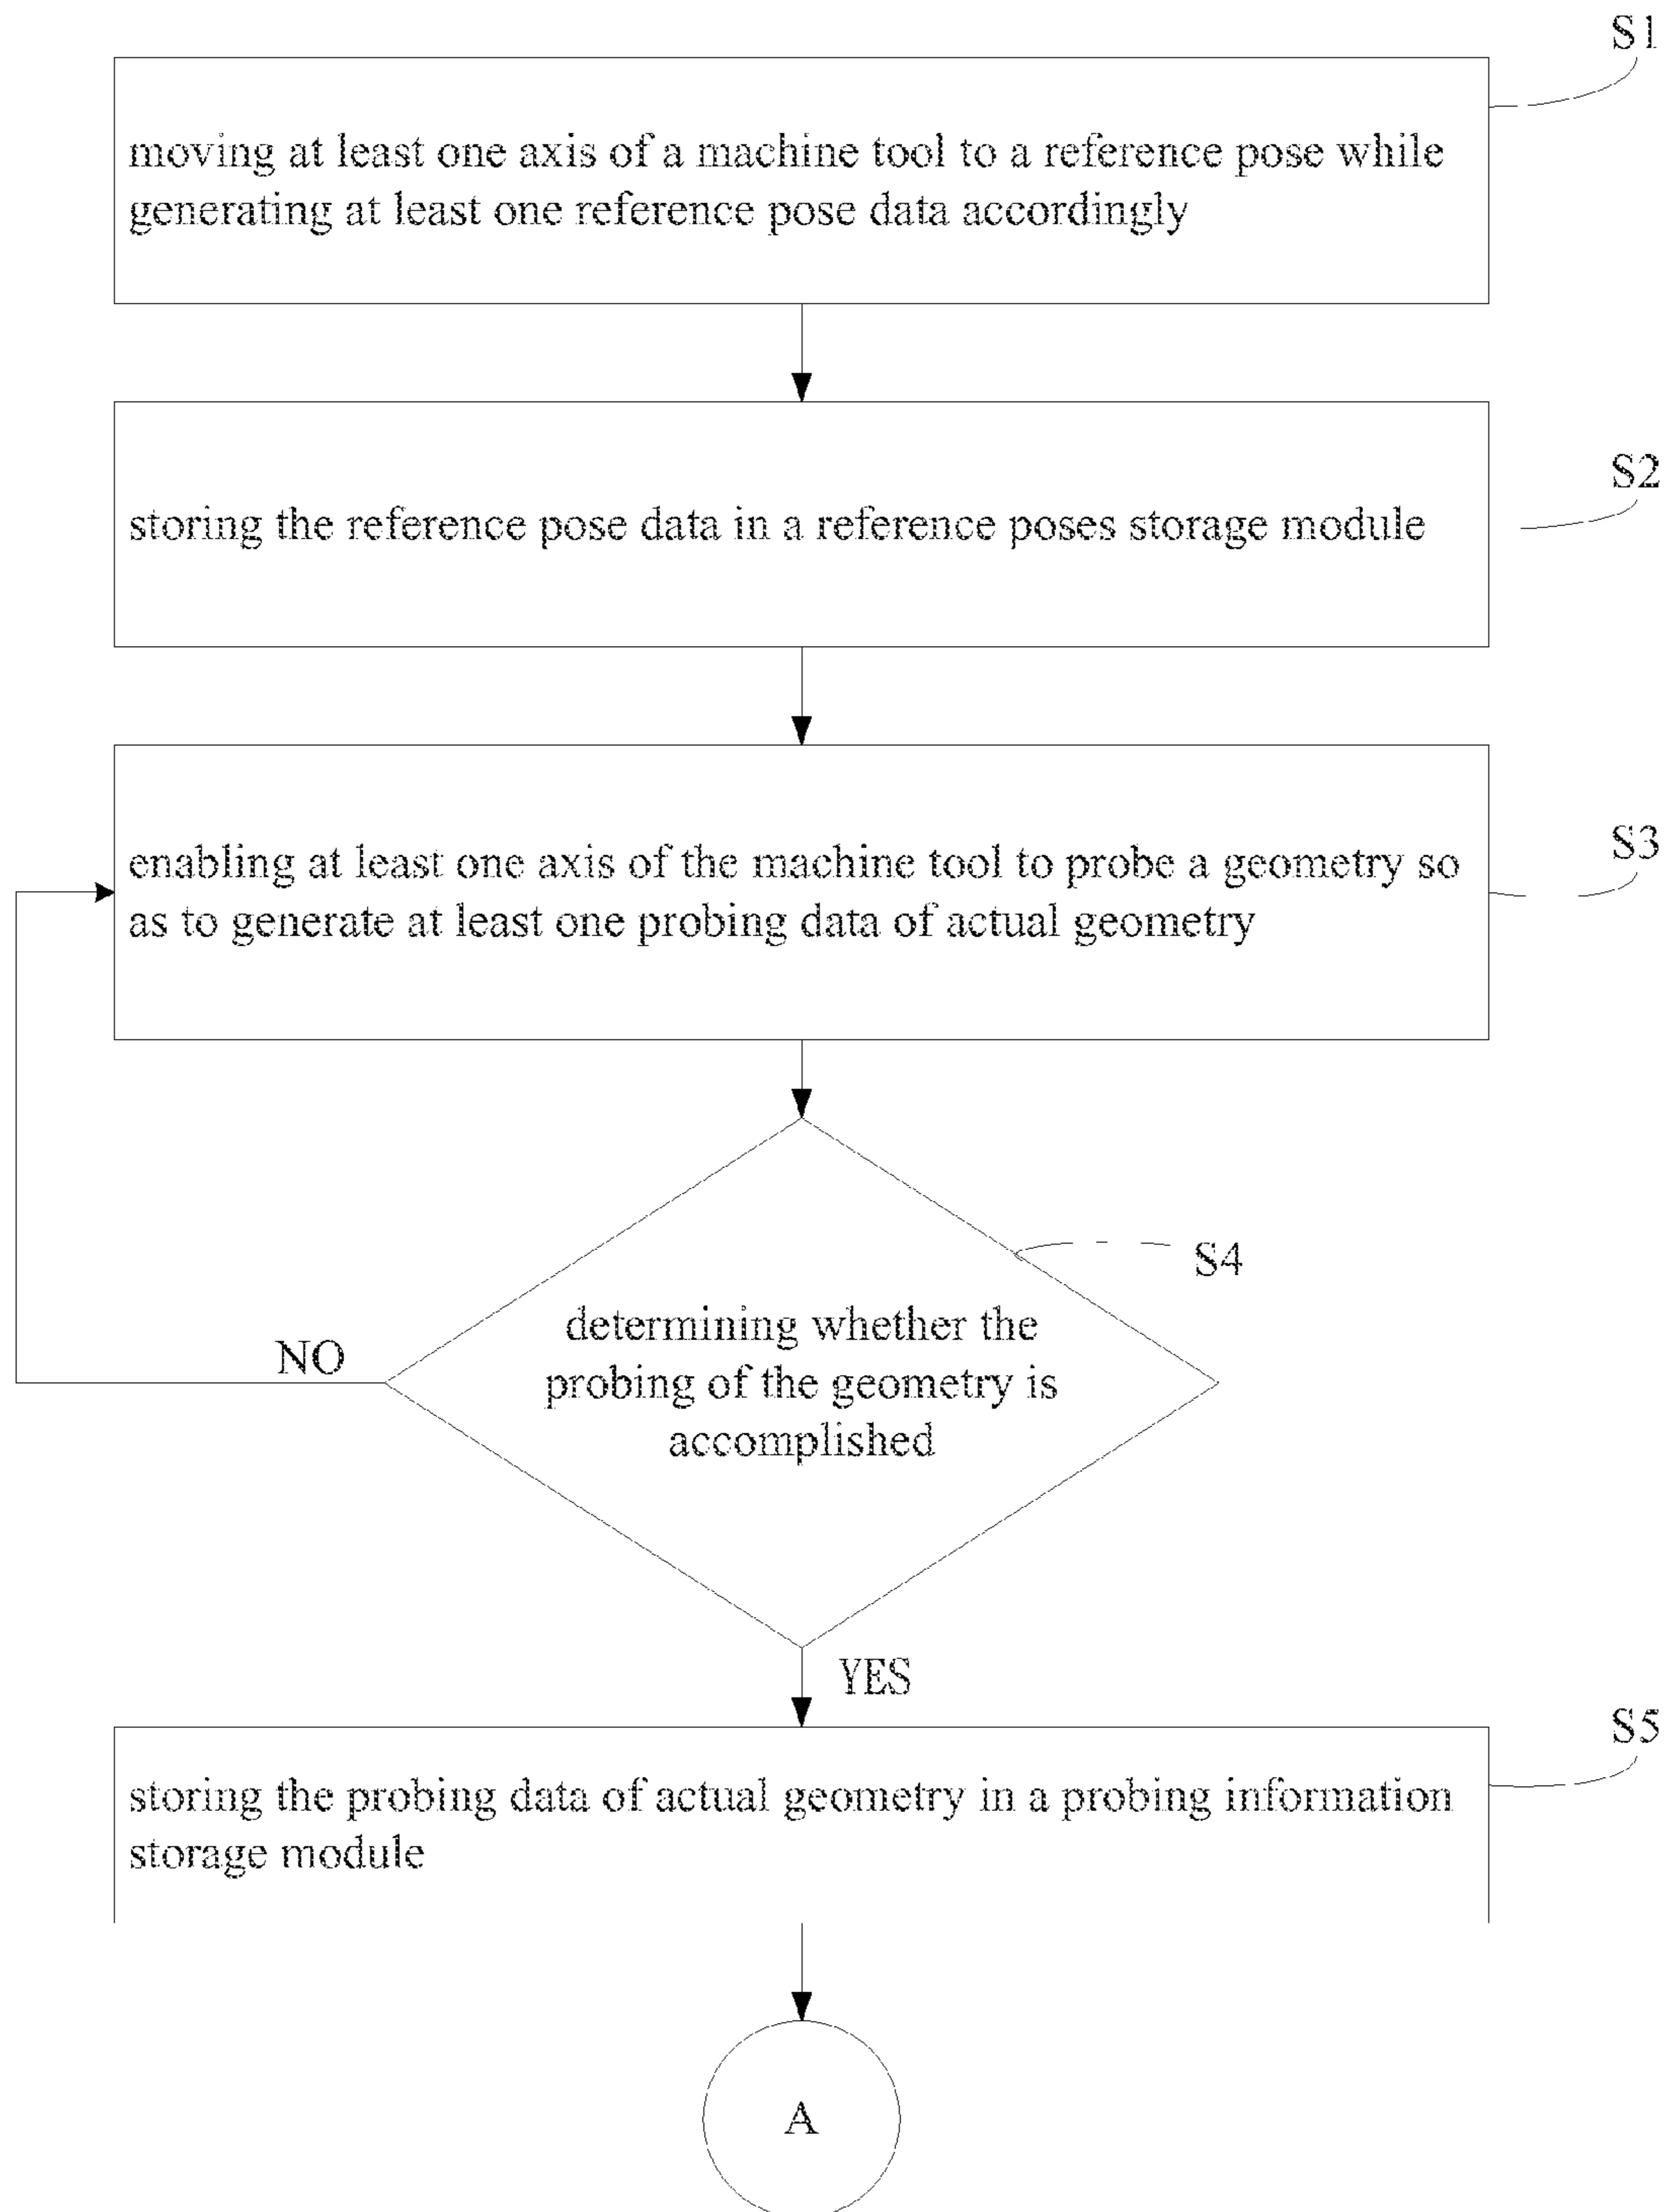 S1
moving at least one axis of a machine tool to a reference pose while
generating at least one reference pose data accordingly
S2
storing the reference pose data in a reference poses storage module
S3
enabling at least one axis of the machine tool to probe a geometry so
as to generate at least one probing data of actual geometry
S4
determining whether the
probing of the geometry is
accomplished
NO
YES
S5
storing the probing data of actual geometry in a probing information
storage module
A